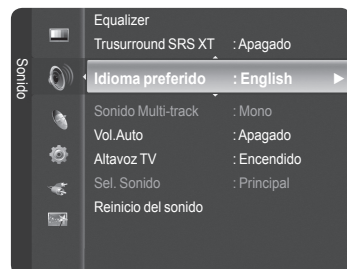 Sonido
Equalizer
Trusurround SRS XT : Apagado
Idioma preferido : English
Sonido Multi-track : Mono
Vol.Auto : Apagado
Altavoz TV : Encendido
Sel. Sonido : Principal
Reinicio del sonido